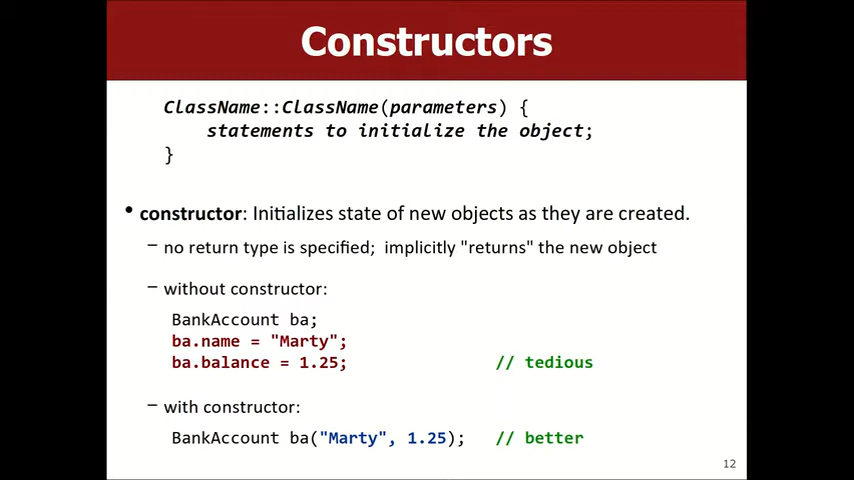 Constructors
ClassName::ClassName(parameters) {
statements to initialize the object;
}
• constructor: Initializes state of new objects as they are created.
– no return type is specified; implicitly "returns" the new object
– without constructor:
BankAccount ba;
ba.name = "Marty";
ba.balance = 1.25; // tedious
– with constructor:
BankAccount ba("Marty", 1.25); // better
12